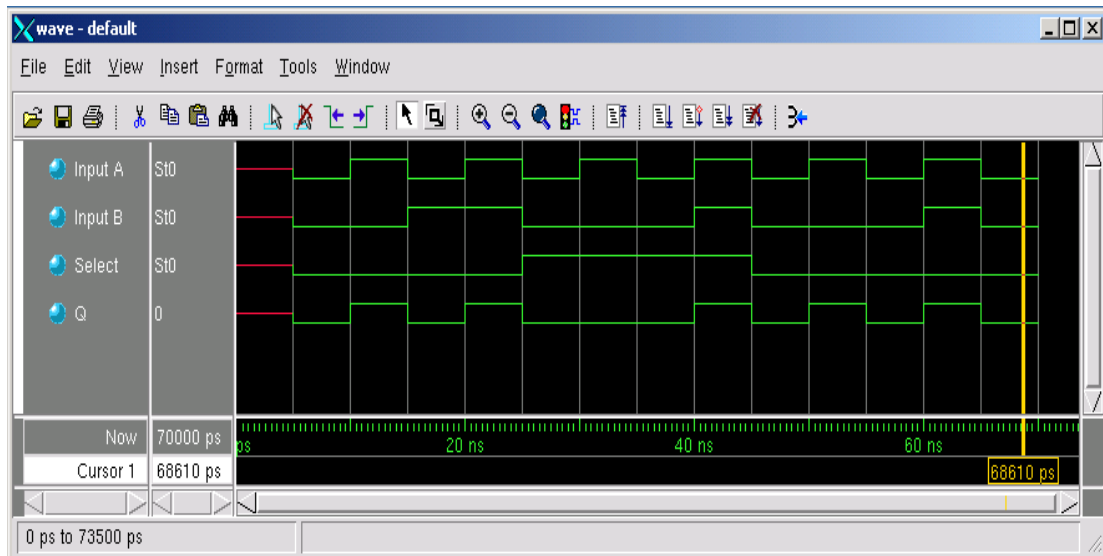 wave - default
File Edit View Insert Format Tools Window
Input A St0
Input B St0
Select St0
Q 0
Now 70000 ps
ps 20 ns 40 ns 60 ns
Cursor 1 68610 ps 68610 ps
0 ps to 73500 ps